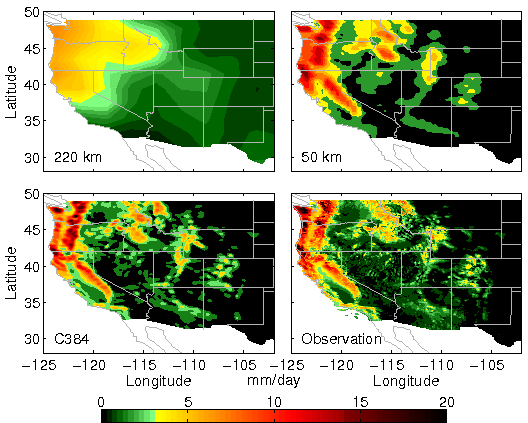 50
45
40
35
30
Latitude
220 km
50 km
50
45
40
35
30
Latitude
C384
Observation
−125 −120 −115 −110 −105
−125 −120 −115 −110 −105
Longitude mm/day Longitude
0 5 10 15 20